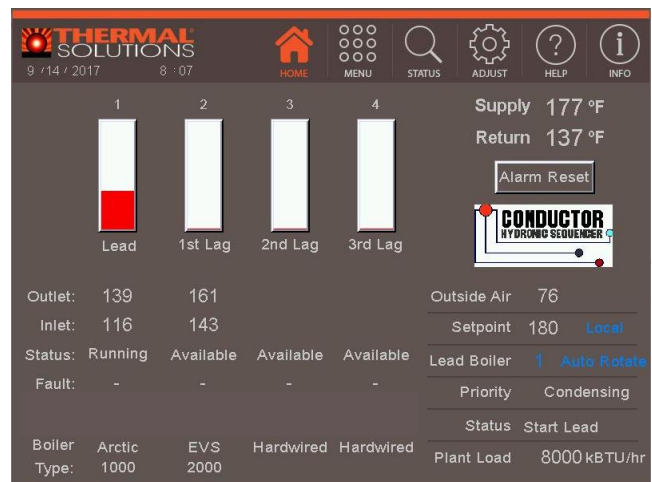 THERMAL
SOLUTIONS
9 /14 / 2017 8 : 07
HOME MENU STATUS ADJUST HELP INFO
1 2 3 4
Lead 1st Lag 2nd Lag 3rd Lag
Supply 177 °F
Return 137 °F
Alarm Reset
CONDUCTOR
HYDRONIC SEQUENCER
Outlet: 139 161
Inlet: 116 143
Status: Running Available Available Available
Fault: - - - -
Boiler Type: Arctic 1000 EVS 2000 Hardwired Hardwired
Outside Air 76
Setpoint 180 Local
Lead Boiler 1 Auto Rotate
Priority Condensing
Status Start Lead
Plant Load 8000 kBTU/hr